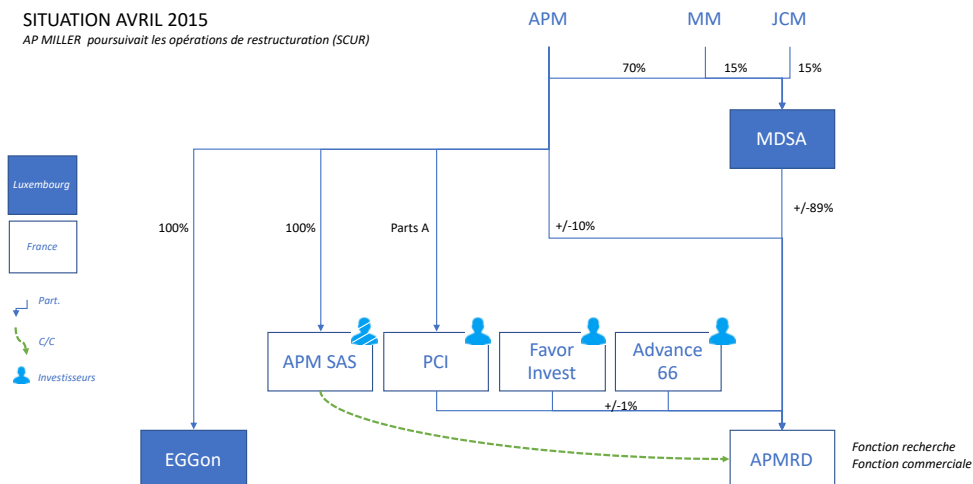 SITUATION AVRIL 2015
AP MILLER poursuivait les opérations de restructuration (SCUR)
APM
MM
JCM
70%
15%
15%
MDSA
Luxembourg
France
Part.
C/C
Investisseurs
100%
100%
Parts A
+/-10%
+/-89%
APM SAS
PCI
Favor
Invest
Advance
66
+/-1%
EGGon
APMRD
Fonction recherche
Fonction commerciale